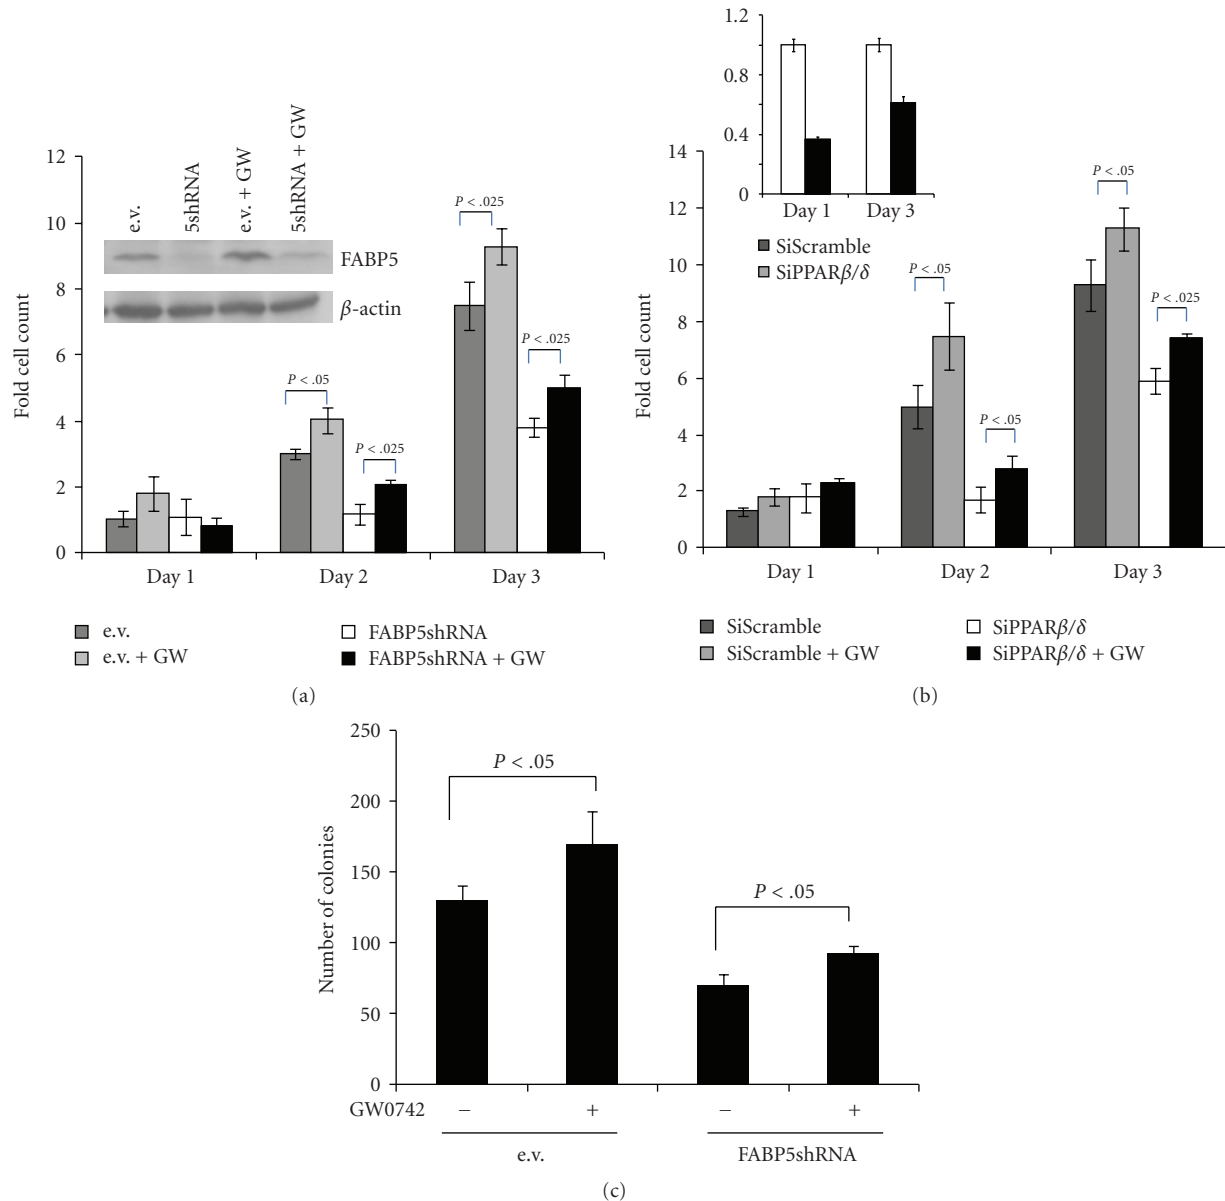 12
10
8
6
4
2
0
Fold cell count
e.v.
5shRNA
e.v. + GW
5shRNA + GW
FABP5
β-actin
P < .05
P < .025
P < .025
P < .025
Day 1
Day 2
Day 3
e.v.
e.v. + GW
FABP5shRNA
FABP5shRNA + GW
(a)
1.2
0.8
0.4
0
Day 1
Day 3
SiScramble
SiPPARβ/δ
14
12
10
8
6
4
2
0
Fold cell count
P < .05
P < .05
P < .05
P < .025
Day 1
Day 2
Day 3
SiScramble
SiScramble + GW
SiPPARβ/δ
SiPPARβ/δ + GW
(b)
250
200
150
100
50
0
Number of colonies
P < .05
P < .05
GW0742 − + − +
e.v. FABP5shRNA
(c)